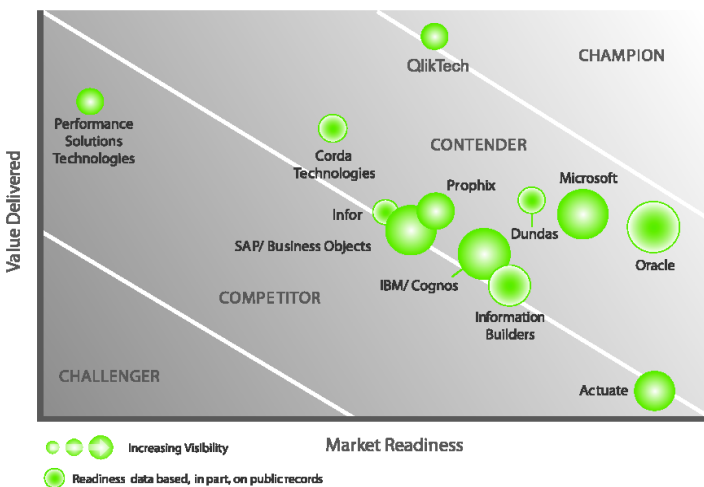 CHAMPION
QlikTech
Performance
Solutions
Technologies
CONTENDER
Corda
Technologies
Microsoft
Prophix
Infor
Dundas
SAP/ Business Objects
Oracle
IBM/ Cognos
COMPETITOR
Information
Builders
CHALLENGER
Actuate
Value Delivered
Market Readiness
Increasing Visibility
Readiness data based, in part, on public records